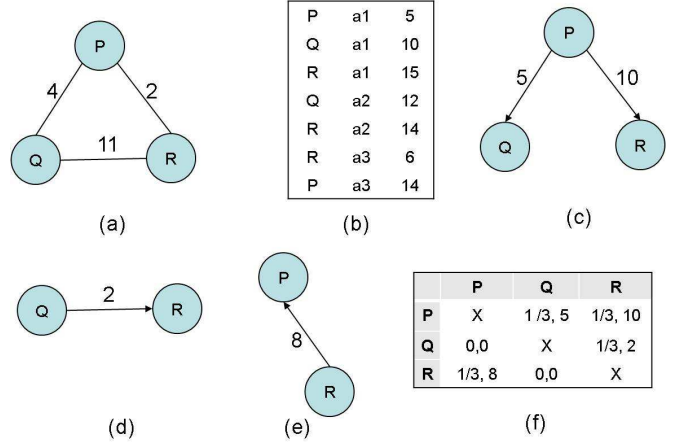 P
4
2
11
Q
R
(a)
P a1 5
Q a1 10
R a1 15
Q a2 12
R a2 14
R a3 6
P a3 14
(b)
P
5
10
Q
R
(c)
Q
2
R
(d)
P
8
R
(e)
P Q R
P X 1 /3, 5 1/3, 10
Q 0,0 X 1/3, 2
R 1/3, 8 0,0 X
(f)